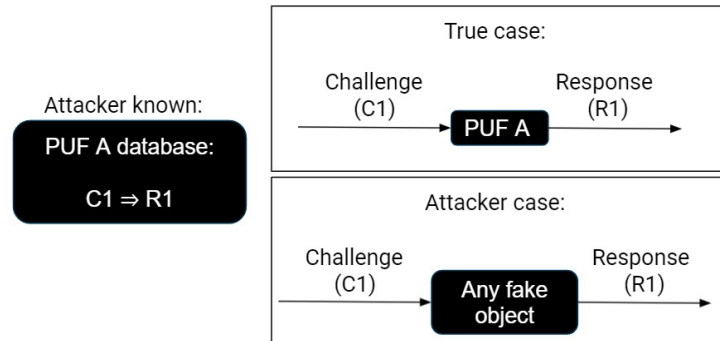 Attacker known:
PUF A database:
C1 ⇒ R1
True case:
Challenge
(C1)
PUF A
Response
(R1)
Attacker case:
Challenge
(C1)
Any fake
object
Response
(R1)